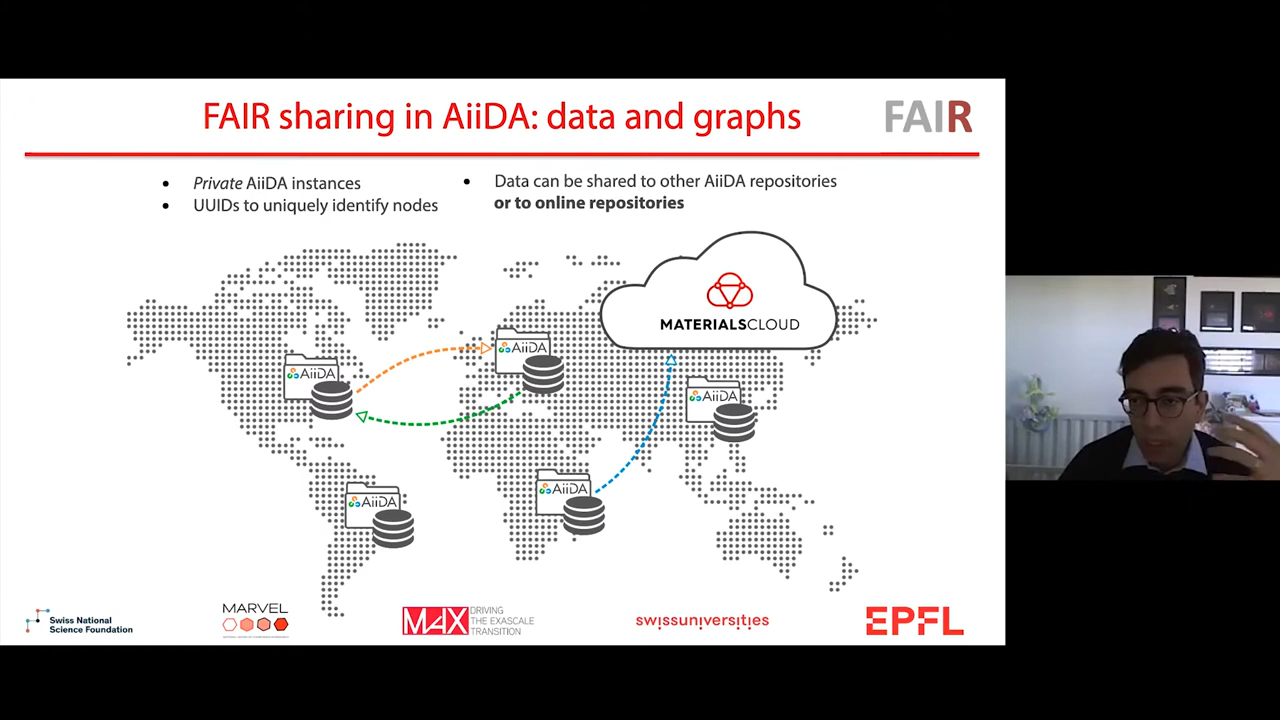 FAIR sharing in AiiDA: data and graphs
FAIR
• Private AiiDA instances
• UUIDs to uniquely identify nodes
• Data can be shared to other AiiDA repositories
or to online repositories
MATERIALSCLOUD
AiiDA
AiiDA
AiiDA
AiiDA
AiiDA
Swiss National
Science Foundation
MARVEL
MAX
DRIVING
THE EXASCALE
TRANSITION
swissuniversities
EPFL